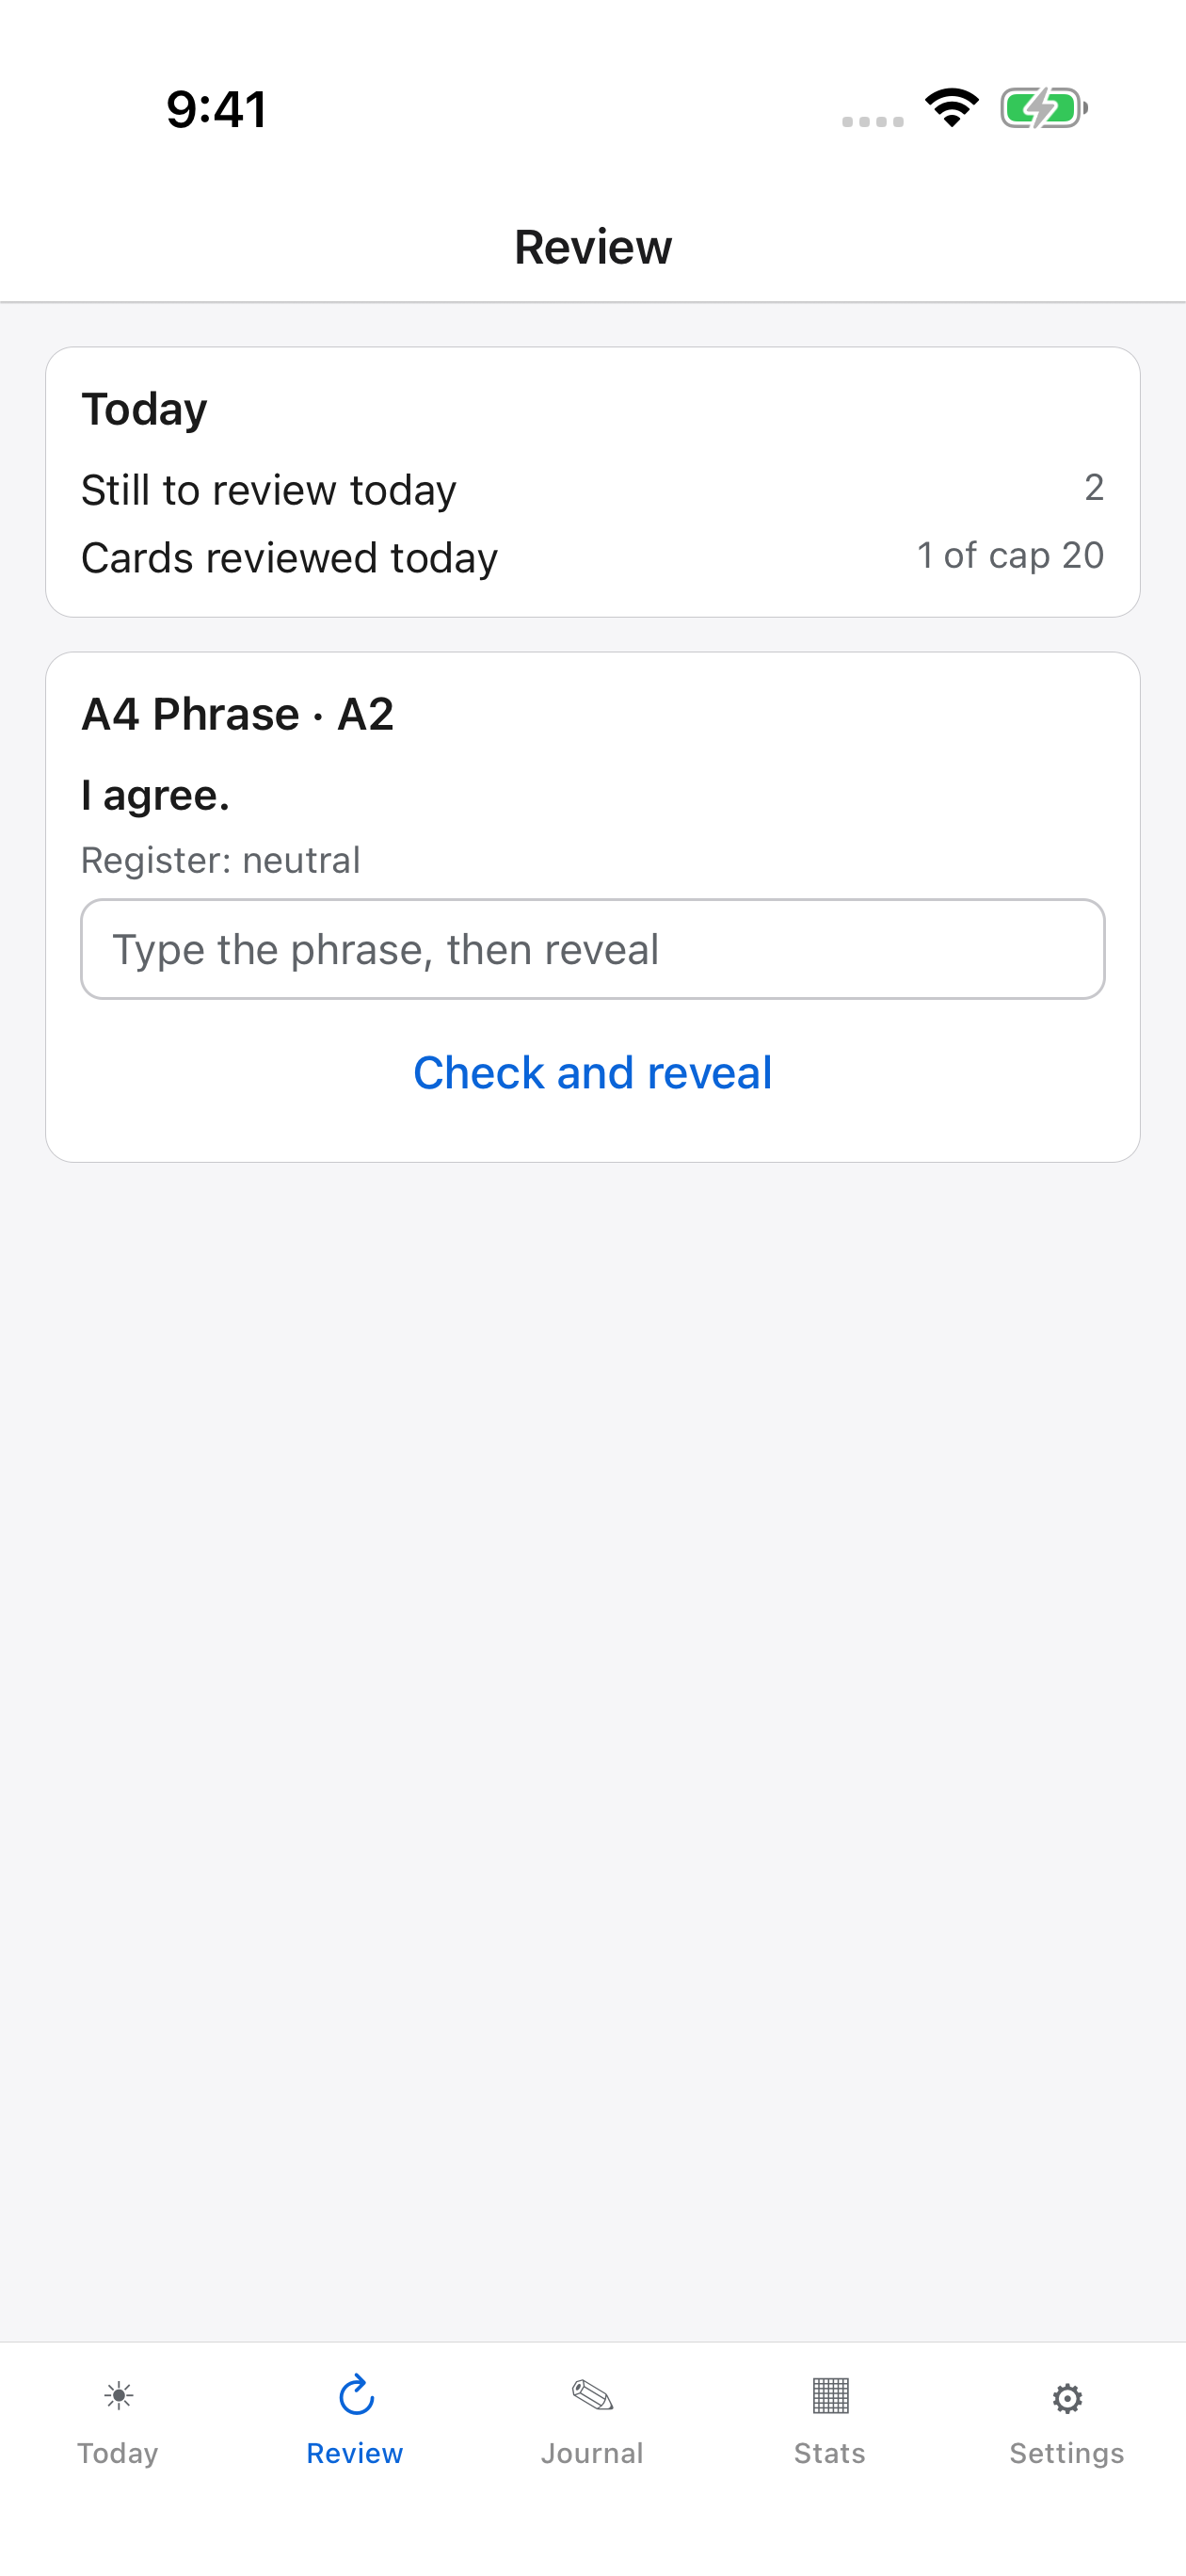 9:41
Review
Today
Still to review today 2
Cards reviewed today 1 of cap 20
A4 Phrase · A2
I agree.
Register: neutral
Type the phrase, then reveal
Check and reveal
Today Review Journal Stats Settings